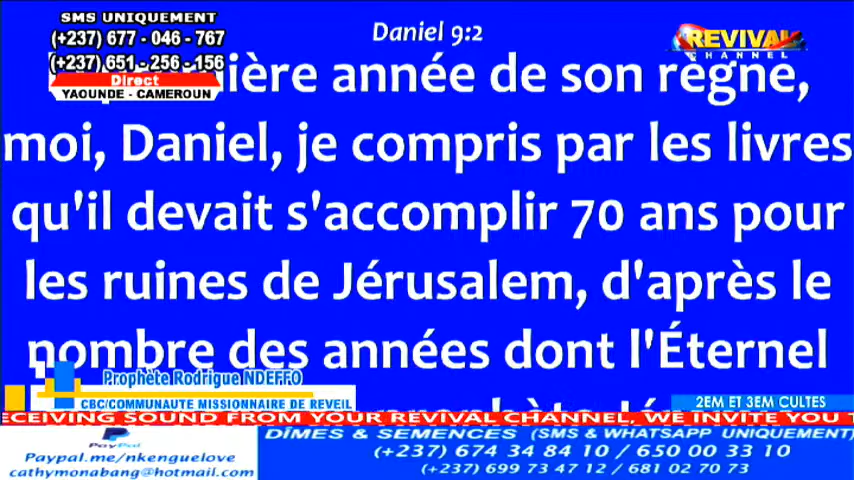 SMS UNIQUEMENT
(+237) 677 - 046 - 767
(+237) 651 - 256 - 156
Direct
YAOUNDE - CAMEROUN
Daniel 9:2
REVIVAL
CHANNEL
année de son règne,
moi, Daniel, je compris par les livres
qu'il devait s'accomplir 70 ans pour
les ruines de Jérusalem, d'après le
nombre des années dont l'Éternel
Prophète Rodrigue NDEFFO
CBC/COMMUNAUTE MISSIONNAIRE DE REVEIL
2EM ET 3EM CULTES
ECEIVING SOUND FROM YOUR REVIVAL CHANNEL, WE INVITE YOU
PayPal
Paypal.me/nkenguelove
cathymonabang@hotmail.com
DÎMES & SEMENCES (SMS & WHATSAPP UNIQUEMENT)
(+237) 674 34 84 10 / 650 00 33 10
(+237) 699 73 47 12 / 681 02 70 73